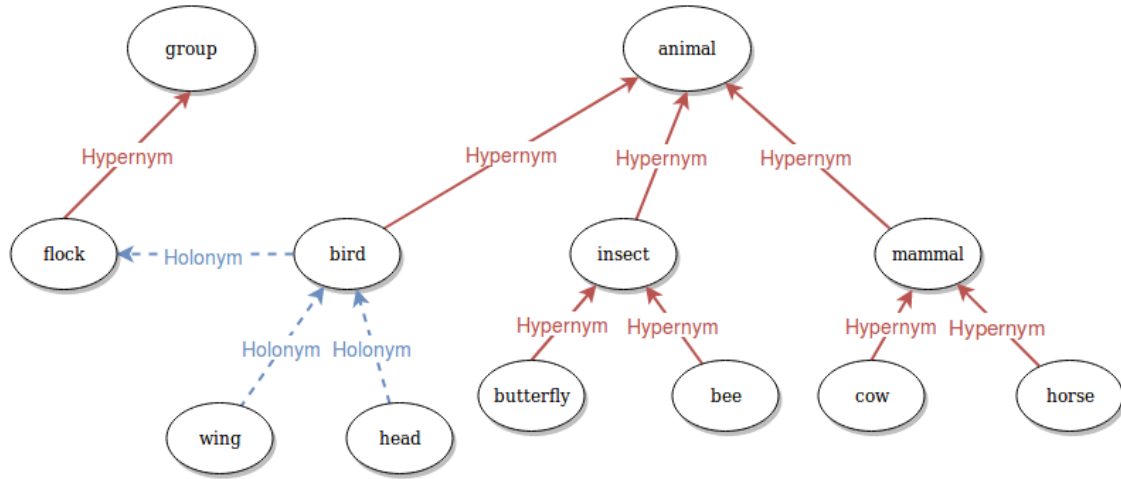 group
animal
Hypernym
Hypernym
Hypernym
Hypernym
flock
Holonym
bird
insect
mammal
Holonym
Holonym
Hypernym
Hypernym
Hypernym
Hypernym
butterfly
bee
cow
horse
wing
head